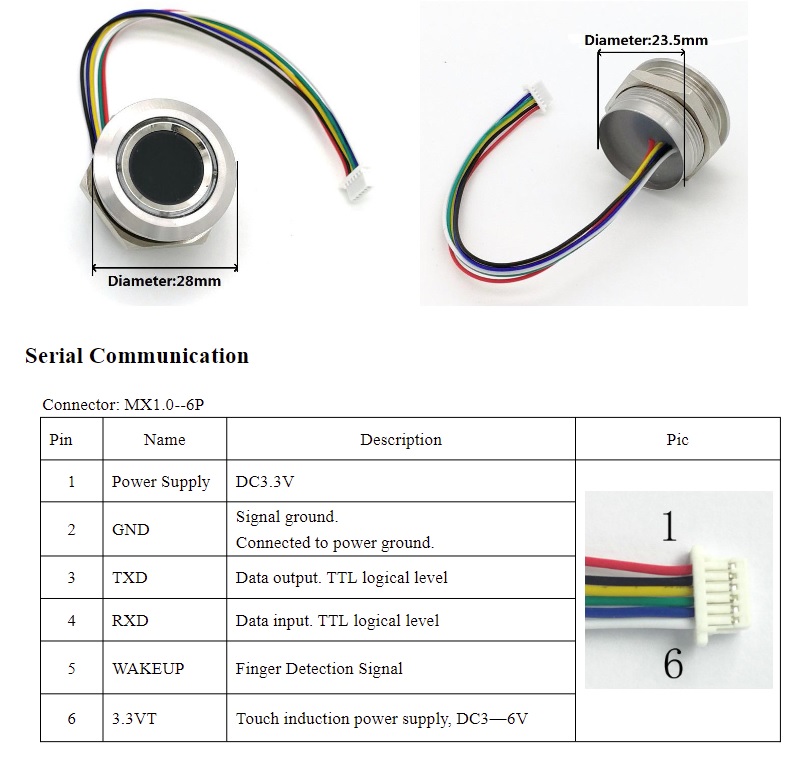 Diameter:23.5mm
Diameter:28mm
Serial Communication
Connector: MX1.0--6P
Pin Name Description Pic
1 Power Supply DC3.3V
2 GND Signal ground.
Connected to power ground.
3 TXD Data output. TTL logical level
4 RXD Data input. TTL logical level
5 WAKEUP Finger Detection Signal
6 3.3VT Touch induction power supply, DC3—6V
1
6